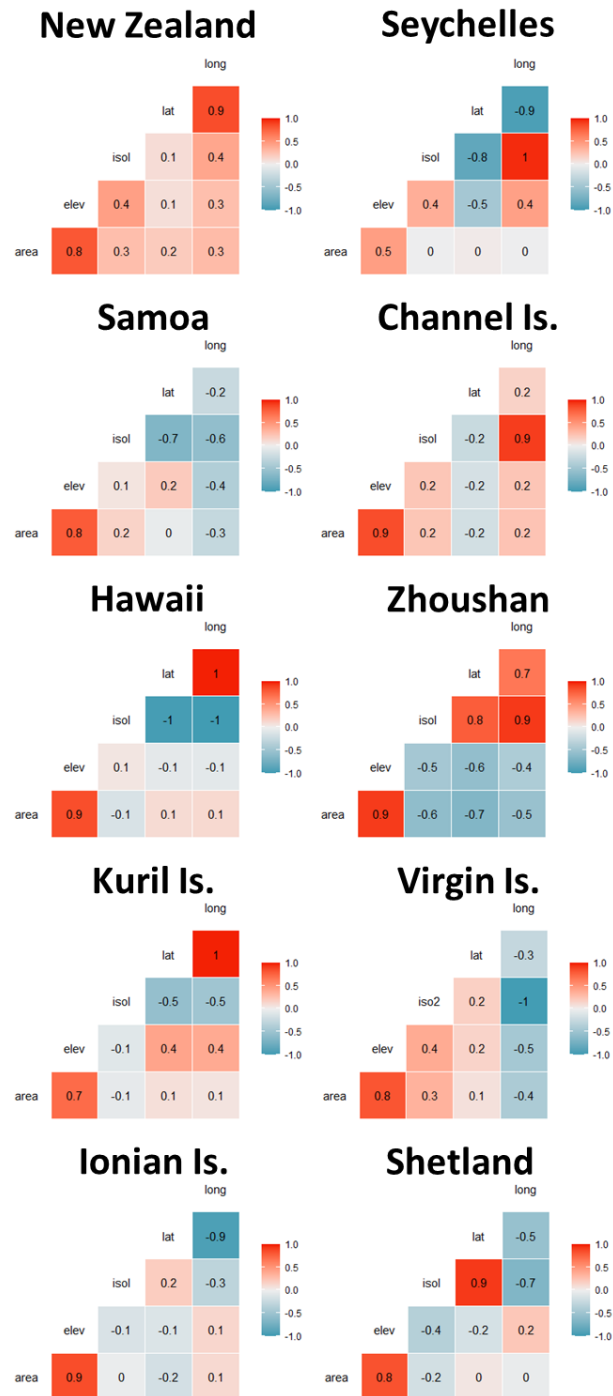 New Zealand
long
lat 0.9
isol 0.1 0.4
elev 0.4 0.1 0.3
area 0.8 0.3 0.2 0.3
1.0
0.5
0.0
-0.5
-1.0
Seychelles
long
lat -0.9
isol -0.8 1
elev 0.4 -0.5 0.4
area 0.5 0 0 0
1.0
0.5
0.0
-0.5
-1.0
Samoa
long
lat -0.2
isol -0.7 -0.6
elev 0.1 0.2 -0.4
area 0.8 0.2 0 -0.3
1.0
0.5
0.0
-0.5
-1.0
Channel Is.
long
lat 0.2
isol -0.2 0.9
elev 0.2 -0.2 0.2
area 0.9 0.2 -0.2 0.2
1.0
0.5
0.0
-0.5
-1.0
Hawaii
long
lat 1
isol -1 -1
elev 0.1 -0.1 -0.1
area 0.9 -0.1 0.1 0.1
1.0
0.5
0.0
-0.5
-1.0
Zhoushan
long
lat 0.7
isol 0.8 0.9
elev -0.5 -0.6 -0.4
area 0.9 -0.6 -0.7 -0.5
1.0
0.5
0.0
-0.5
-1.0
Kuril Is.
long
lat 1
isol -0.5 -0.5
elev -0.1 0.4 0.4
area 0.7 -0.1 0.1 0.1
1.0
0.5
0.0
-0.5
-1.0
Virgin Is.
long
lat -0.3
iso2 0.2 -1
elev 0.4 0.2 -0.5
area 0.8 0.3 0.1 -0.4
1.0
0.5
0.0
-0.5
-1.0
Ionian Is.
long
lat -0.9
isol 0.2 -0.3
elev -0.1 -0.1 0.1
area 0.9 0 -0.2 0.1
1.0
0.5
0.0
-0.5
-1.0
Shetland
long
lat -0.5
isol 0.9 -0.7
elev -0.4 -0.2 0.2
area 0.8 -0.2 0 0
1.0
0.5
0.0
-0.5
-1.0